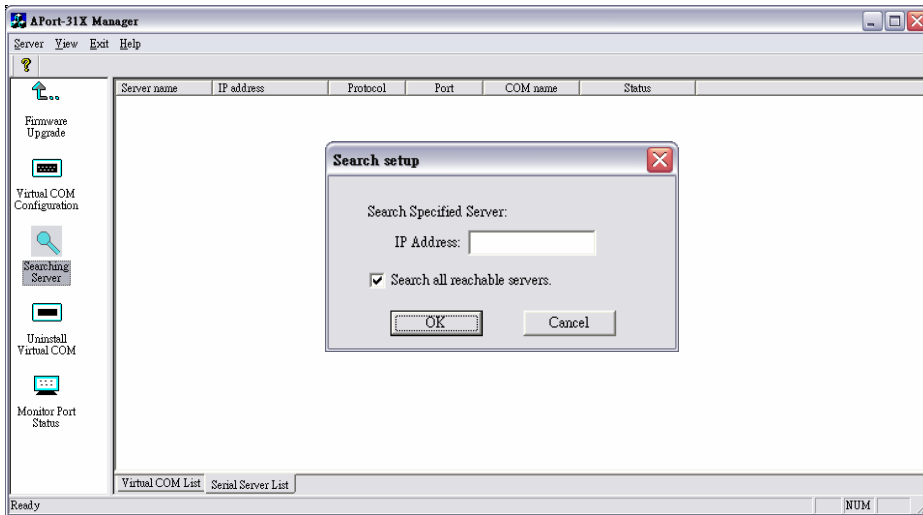 APort-31X Manager
Server View Exit Help
Server name IP address Protocol Port COM name Status
Firmware
Upgrade
Virtual COM
Configuration
Searching
Server
Uninstall
Virtual COM
Monitor Port
Status
Search setup
Search Specified Server:
IP Address:
Search all reachable servers.
OK Cancel
Virtual COM List Serial Server List
Ready NUM